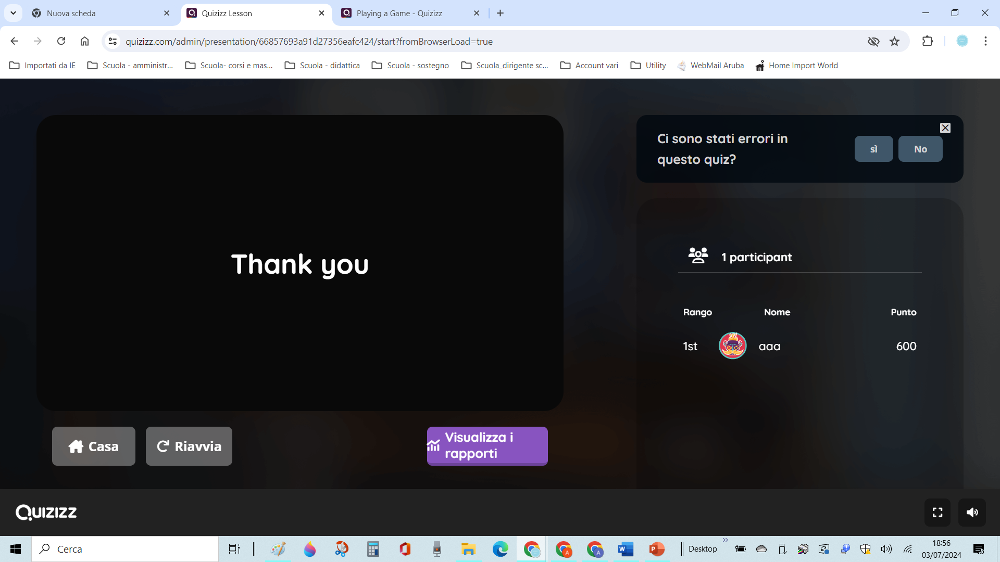 Nuova scheda
Quizizz Lesson
Playing a Game - Quizizz
quizizz.com/admin/presentation/66857693a91d27356eafc424/start?fromBrowserLoad=true
Importati da IE
Scuola - amministr...
Scuola- corsi e mas...
Scuola - didattica
Scuola - sostegno
Scuola_dirigente sc...
Account vari
Utility
WebMail Aruba
Home Import World
Thank you
Ci sono stati errori in
questo quiz?
sì
No
1 participant
Rango Nome Punto
1st aaa 600
Casa
Riavvia
Visualizza i
rapporti
Quizizz
Cerca
Desktop
18:56
03/07/2024